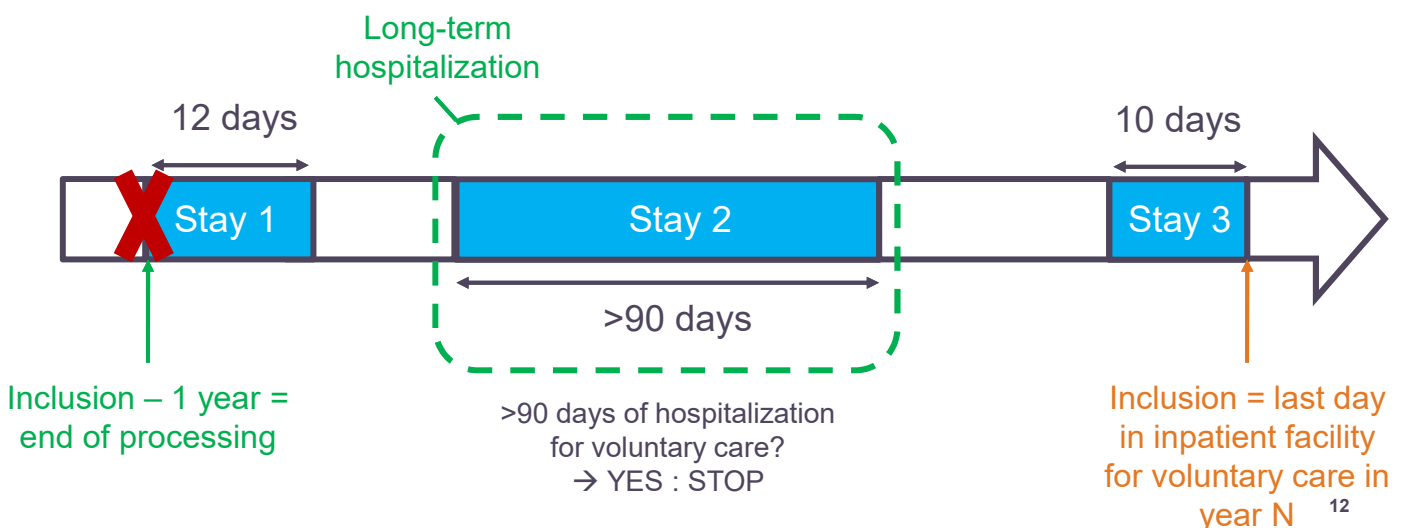 Long-term
hospitalization
12 days
10 days
Stay 1
Stay 2
Stay 3
>90 days
Inclusion – 1 year =
end of processing
>90 days of hospitalization
for voluntary care?
→ YES : STOP
Inclusion = last day
in inpatient facility
for voluntary care in
year N
12